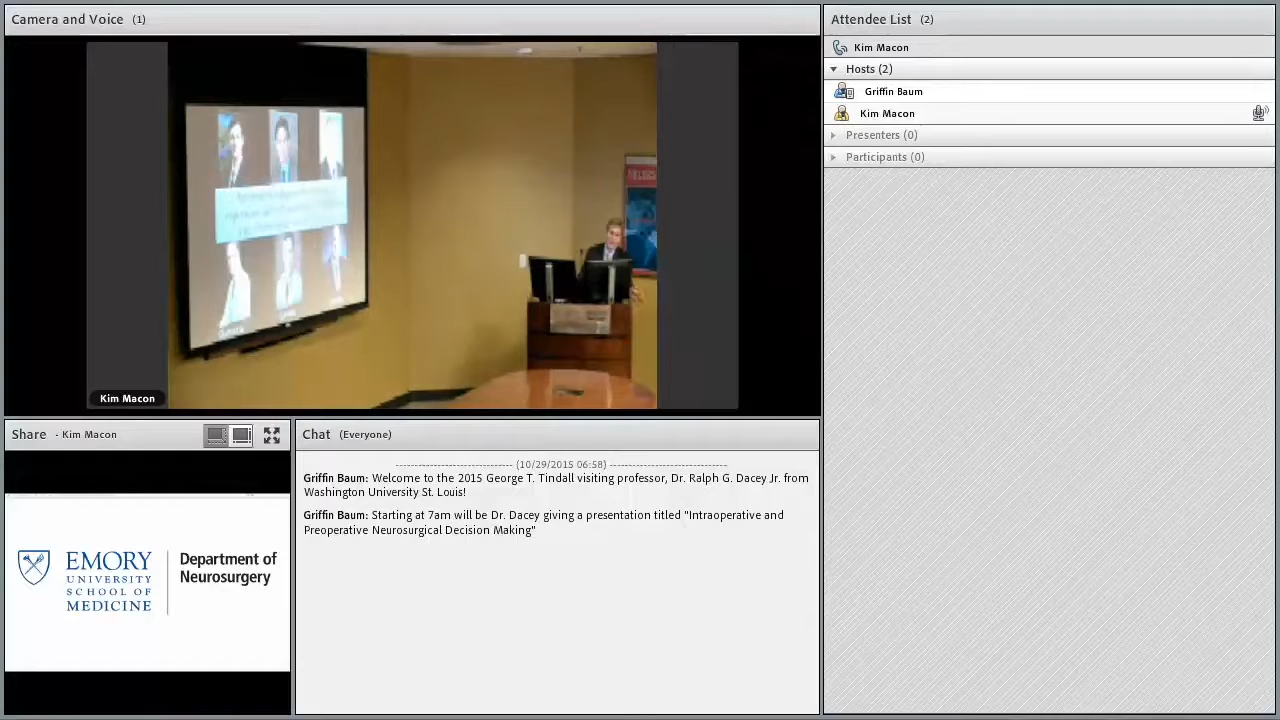 Camera and Voice (1)
Kim Macon
Share - Kim Macon
EMORY
UNIVERSITY
SCHOOL OF
MEDICINE
Department of
Neurosurgery
Chat (Everyone)
(10/29/2015 06:58)
Griffin Baum: Welcome to the 2015 George T. Tindall visiting professor, Dr. Ralph G. Dacey Jr. from
Washington University St. Louis!
Griffin Baum: Starting at 7am will be Dr. Dacey giving a presentation titled "Intraoperative and
Preoperative Neurosurgical Decision Making"
Attendee List (2)
Kim Macon
Hosts (2)
Griffin Baum
Kim Macon
Presenters (0)
Participants (0)